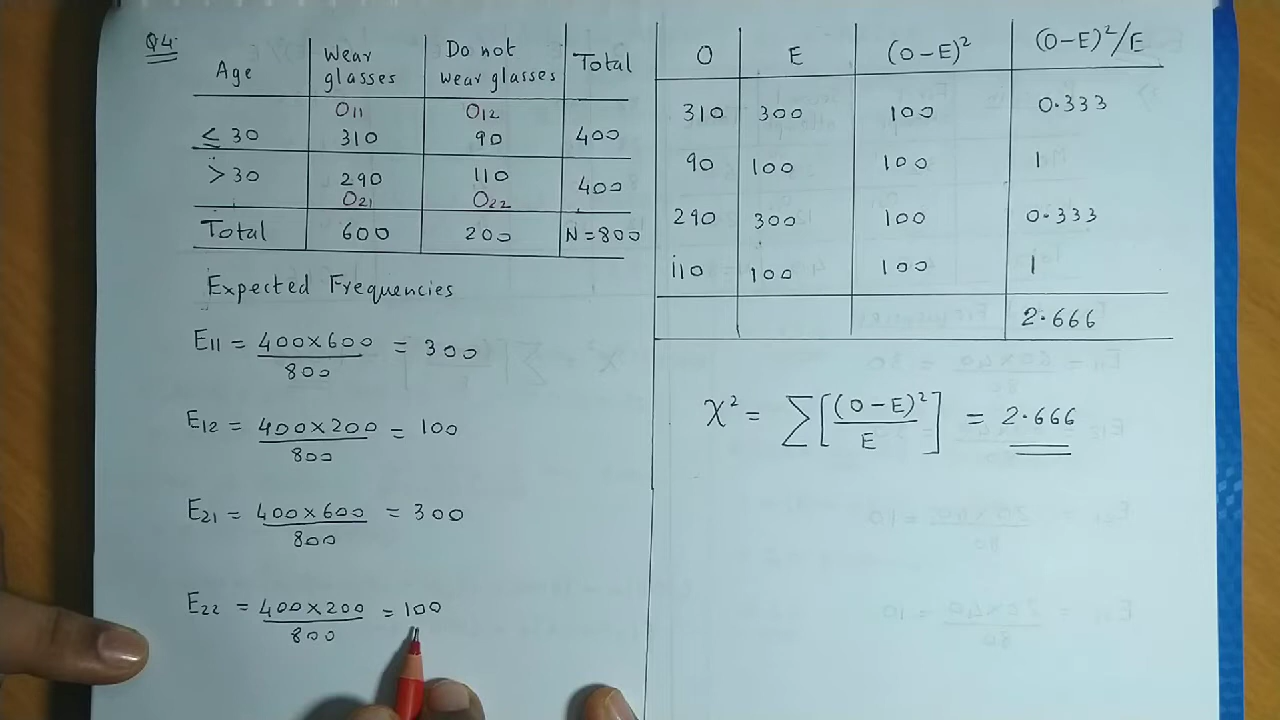 Q4.
Age | Wear glasses | Do not wear glasses | Total
O11 | O12
≤ 30 | 310 | 90 | 400
> 30 | 290 | 110 | 400
O21 | O22
Total | 600 | 200 | N = 800
Expected Frequencies
E11 = 400 × 600 / 800 = 300
E12 = 400 × 200 / 800 = 100
E21 = 400 × 600 / 800 = 300
E22 = 400 × 200 / 800 = 100
O | E | (O – E)² | (O – E)²/E
310 | 300 | 100 | 0.333
90 | 100 | 100 | 1
290 | 300 | 100 | 0.333
110 | 100 | 100 | 1
2.666
χ² = ∑ [(O – E)² / E] = 2.666